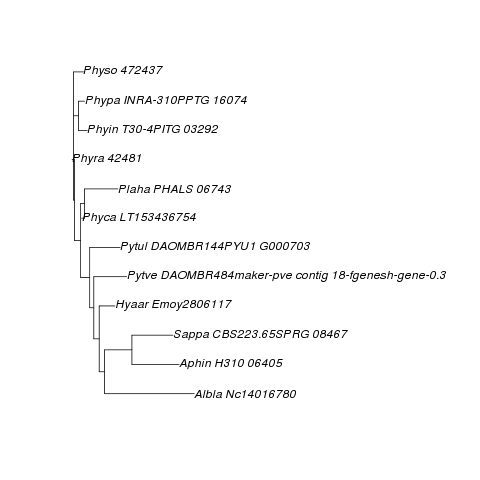 Physo 472437
Phypa INRA-310PPTG 16074
Phyin T30-4PITG 03292
Phyra 42481
Plaha PHALS 06743
Phyca LT153436754
Pytul DAOMBR144PYU1 G000703
Pytve DAOMBR484maker-pve contig 18-fgenesh-gene-0.3
Hyaar Emoy2806117
Sappa CBS223.65SPRG 08467
Aphin H310 06405
Albla Nc14016780